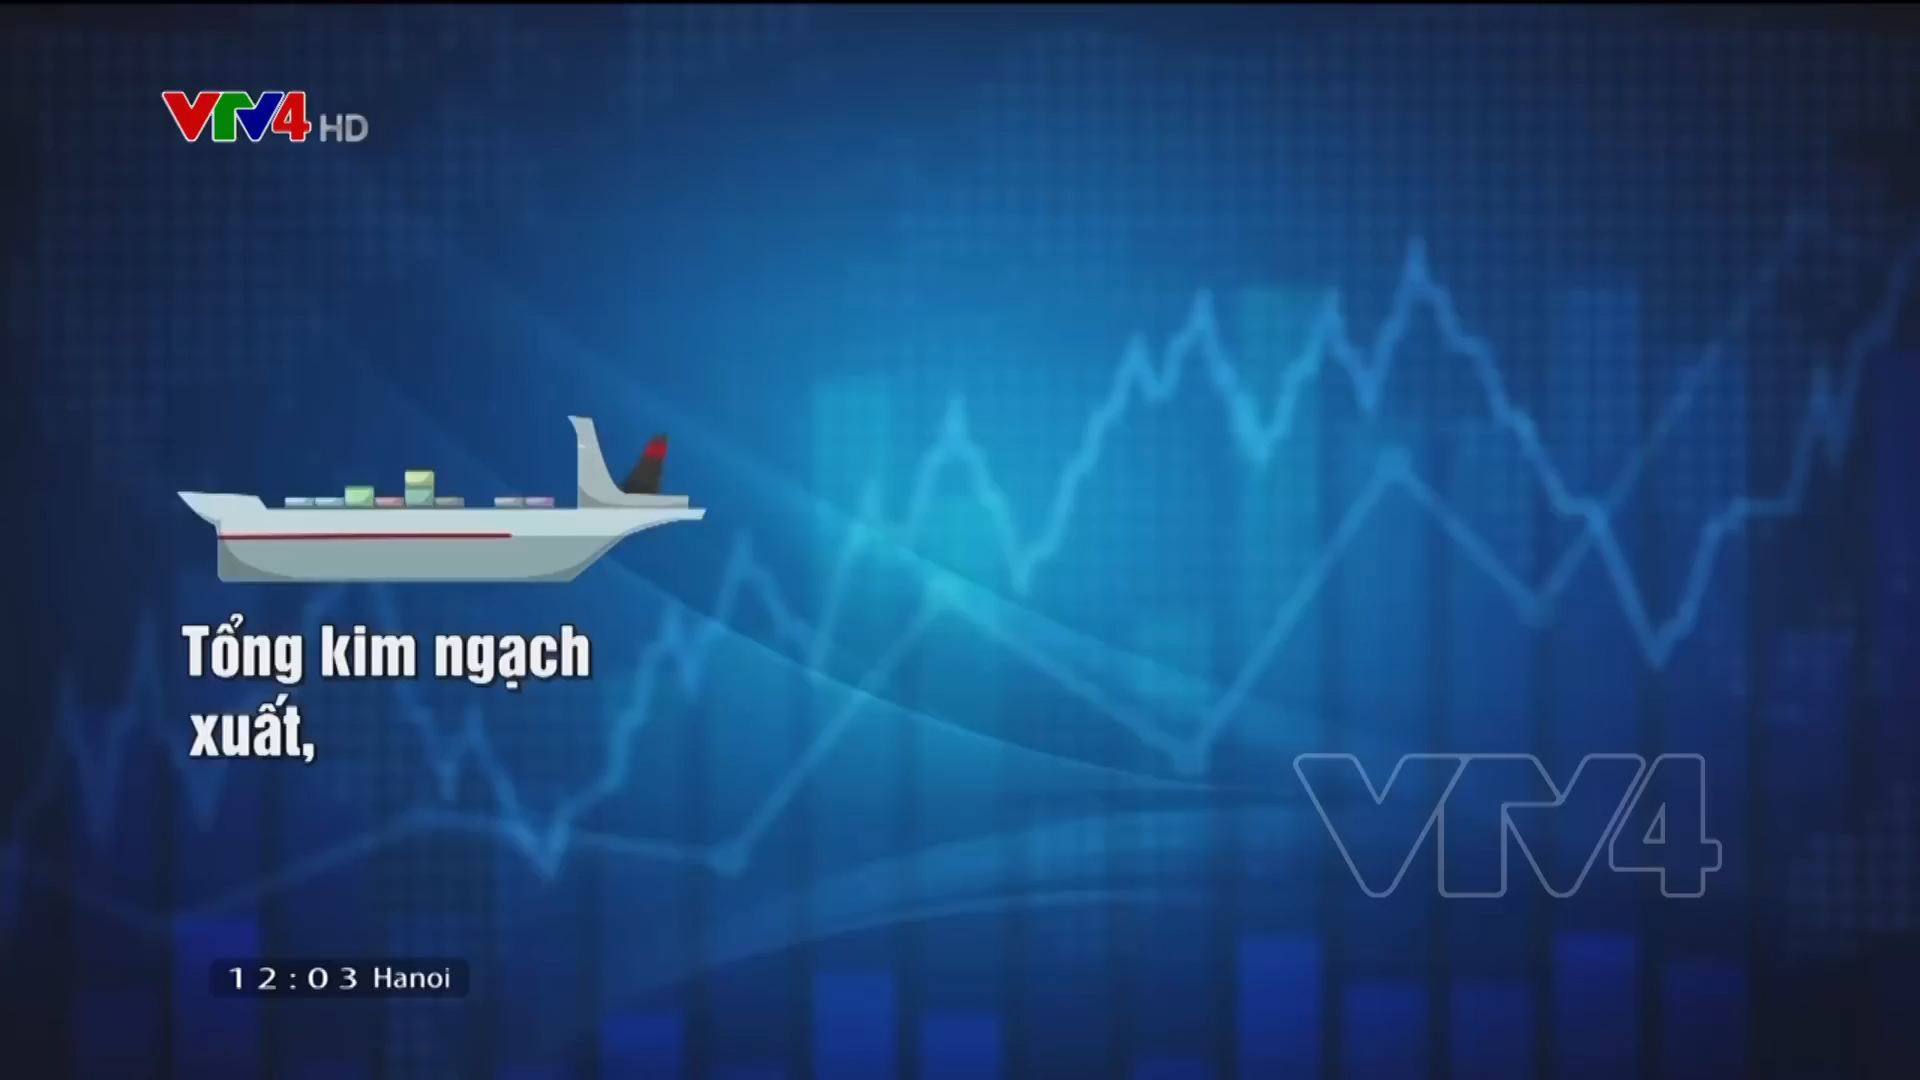 VTV4 HD
Tổng kim ngạch
xuất,
VTV4
12:03 Hanoi